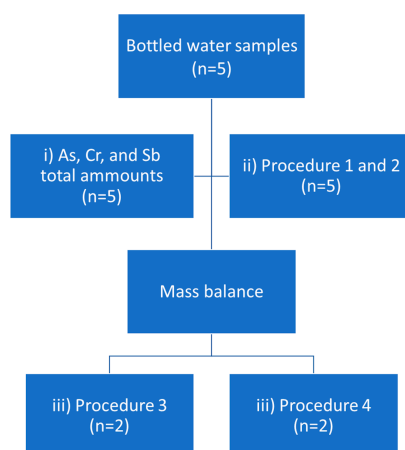 Bottled water samples
(n=5)
i) As, Cr, and Sb
total ammounts
(n=5)
ii) Procedure 1 and 2
(n=5)
Mass balance
iii) Procedure 3
(n=2)
iii) Procedure 4
(n=2)